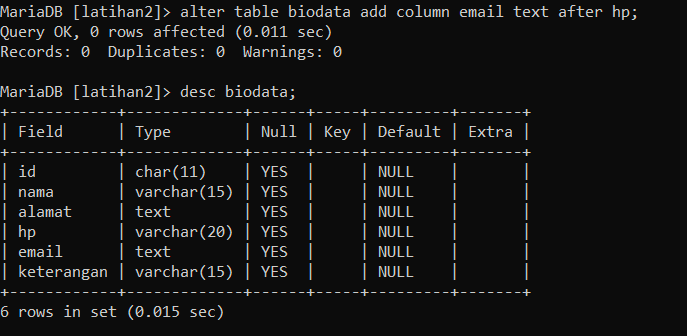 MariaDB [latihan2]> alter table biodata add column email text after hp;
Query OK, 0 rows affected (0.011 sec)
Records: 0  Duplicates: 0  Warnings: 0

MariaDB [latihan2]> desc biodata;
+------------+-------------+------+-----+---------+-------+
| Field      | Type        | Null | Key | Default | Extra |
+------------+-------------+------+-----+---------+-------+
| id         | char(11)    | YES  |     | NULL    |       |
| nama       | varchar(15) | YES  |     | NULL    |       |
| alamat     | text        | YES  |     | NULL    |       |
| hp         | varchar(20) | YES  |     | NULL    |       |
| email      | text        | YES  |     | NULL    |       |
| keterangan | varchar(15) | YES  |     | NULL    |       |
+------------+-------------+------+-----+---------+-------+
6 rows in set (0.015 sec)